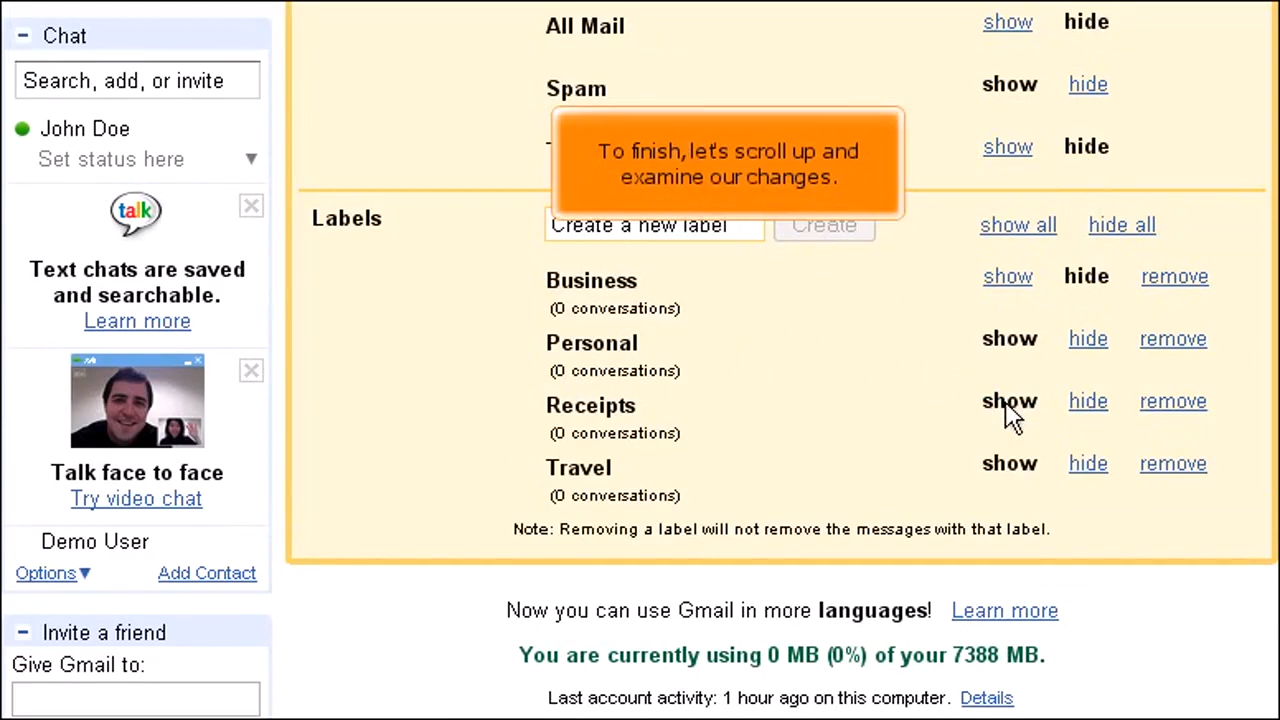 Chat
Search, add, or invite
John Doe
Set status here
talk
Text chats are saved
and searchable.
Learn more
Talk face to face
Try video chat
Demo User
Options Add Contact
Invite a friend
Give Gmail to:
All Mail show hide
Spam show hide
show hide
To finish, let's scroll up and
examine our changes.
Labels Create a new label Create show all hide all
Business show hide remove
(0 conversations)
Personal show hide remove
(0 conversations)
Receipts show hide remove
(0 conversations)
Travel show hide remove
(0 conversations)
Note: Removing a label will not remove the messages with that label.
Now you can use Gmail in more languages! Learn more
You are currently using 0 MB (0%) of your 7388 MB.
Last account activity: 1 hour ago on this computer. Details